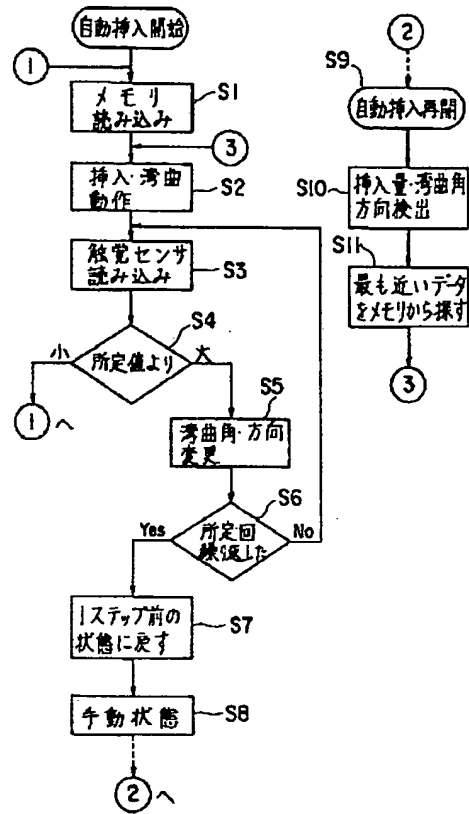 自動挿入開始
1
メモリ
読み込み
S1
3
挿入・湾曲
動作
S2
触覚センサ
読み込み
S3
S4
小
所定値より
大
1へ
S5
湾曲角・方向
変更
S6
Yes
所定回
繰返した
No
1ステップ前の
状態に戻す
S7
手動状態
S8
2へ
2
S9
自動挿入再開
S10
挿入量・湾曲角
方向検出
S11
最も近いデータ
をメモリから探す
3